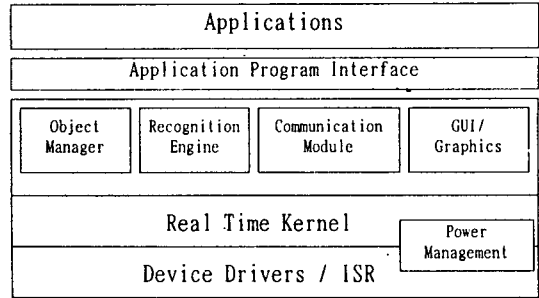 Applications
Application Program Interface
Object
Manager
Recognition
Engine
Communication
Module
GUI/
Graphics
Real Time Kernel
Power
Management
Device Drivers / ISR